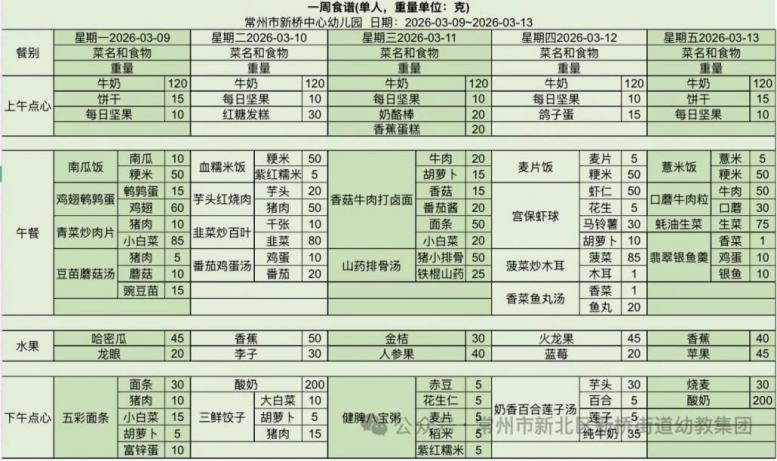 一周食谱(单人，重量单位：克)
常州市新桥中心幼儿园 日期：2026-03-09~2026-03-13
餐别 星期一2026-03-09 星期二2026-03-10 星期三2026-03-11 星期四2026-03-12 星期五2026-03-13
菜名和食物 菜名和食物 菜名和食物 菜名和食物 菜名和食物
重量 重量 重量 重量 重量
上午点心
牛奶 120 牛奶 120 牛奶 120 牛奶 120 牛奶 120
饼干 15 每日坚果 10 每日坚果 10 每日坚果 10 饼干 15
每日坚果 10 红糖发糕 30 奶酪棒 20 鸽子蛋 15 每日坚果 10
香蕉蛋糕 20
午餐
南瓜饭 南瓜 10 粳米 50
鸡翅鹌鹑蛋 鹌鹑蛋 15 鸡翅 60
青菜炒肉片 猪肉 10 小白菜 85
豆苗蘑菇汤 猪肉 5 蘑菇 10 豌豆苗 15
血糯米饭 粳米 50 紫红糯米 5
芋头红烧肉 芋头 20 猪肉 50
韭菜炒百叶 千张 10 韭菜 80
番茄鸡蛋汤 鸡蛋 10 番茄 20
香菇牛肉打卤面 牛肉 20 胡萝卜 15 香菇 15 番茄酱 20 面条 50 小白菜 20
山药排骨汤 猪小排骨 50 铁棍山药 25
麦片饭 麦片 5 粳米 50
宫保虾球 虾仁 50 花生 5 马铃薯 30 胡萝卜 10
菠菜炒木耳 菠菜 85 木耳 1
香菜鱼丸汤 香菜 1 鱼丸 20
薏米饭 薏米 5 粳米 50
口蘑牛肉粒 牛肉 50 口蘑 30
蚝油生菜 生菜 75
翡翠银鱼羹 香菜 1 鸡蛋 10 银鱼 10
水果
哈密瓜 45 香蕉 50 金桔 30 火龙果 45 香蕉 40
龙眼 20 李子 30 人参果 40 蓝莓 20 苹果 45
下午点心
五彩面条 面条 30 猪肉 10 小白菜 15 胡萝卜 5 富锌蛋 10
酸奶 200
三鲜饺子 大白菜 10 胡萝卜 5 猪肉 15
健脾八宝粥 赤豆 5 花生仁 5 麦片 5 稻米 5 紫红糯米 5
奶香百合莲子汤 芋头 30 百合 5 莲子 5 纯牛奶 35
烧麦 30
酸奶 200
公众号·常州市新北区新桥街道幼教集团